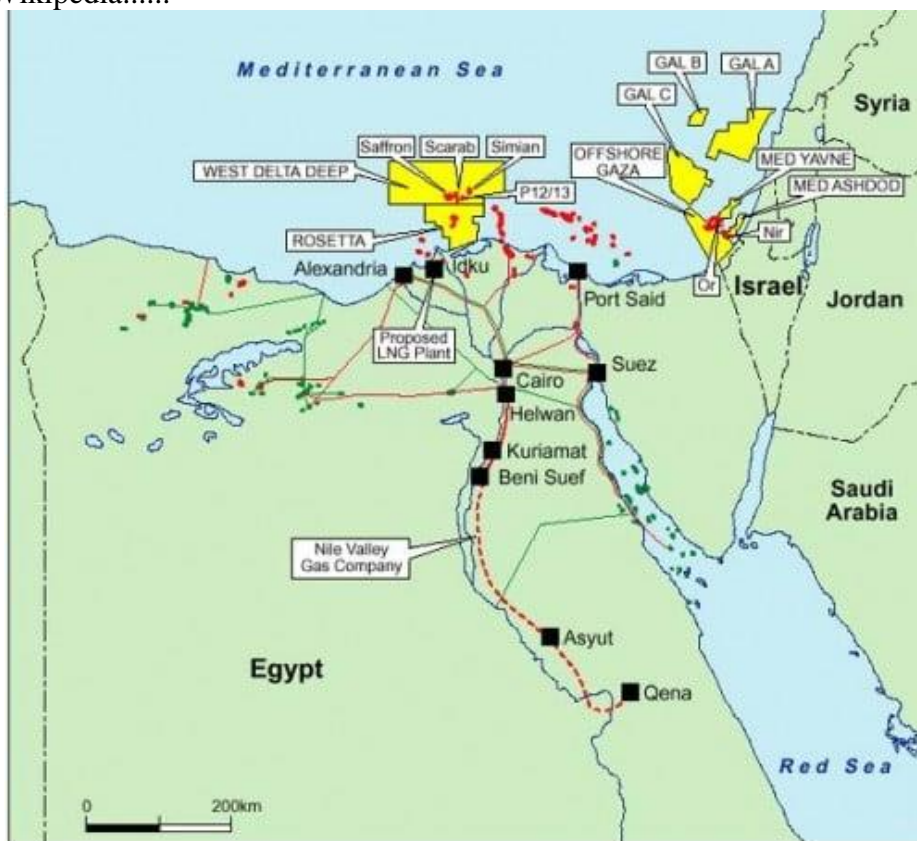 Wikipedia......
Mediterranean Sea
GAL B
GAL A
GAL C
Syria
Saffron
Scarab
Simian
OFFSHORE
GAZA
MED YAVNE
WEST DELTA DEEP
MED ASHDOD
P12/13
Nir
ROSETTA
Alexandria
Idku
Port Said
Or
Israel
Jordan
Proposed
LNG Plant
Cairo
Suez
Helwan
Kuriamat
Beni Suef
Saudi
Arabia
Nile Valley
Gas Company
Asyut
Egypt
Qena
Red Sea
0
200km